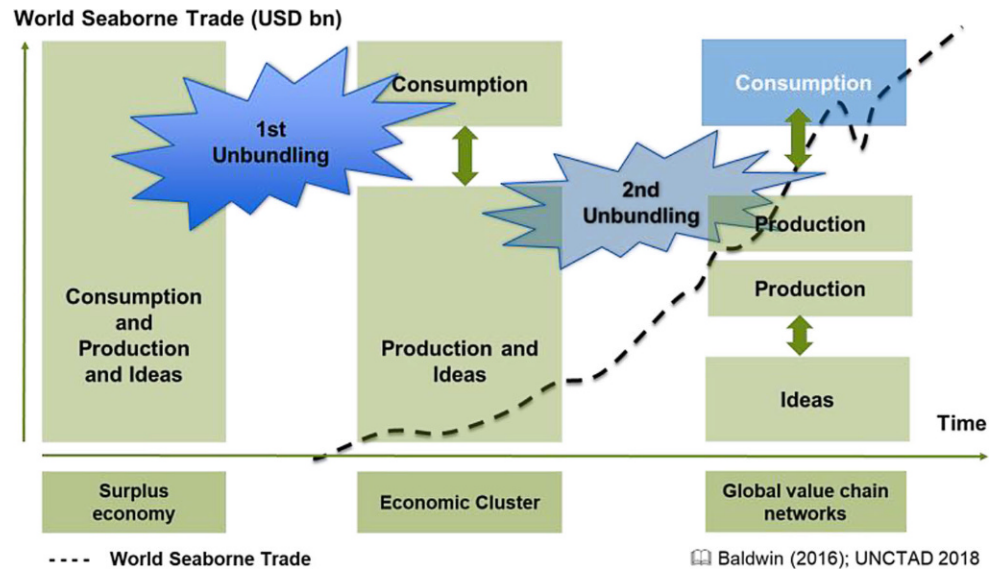 World Seaborne Trade (USD bn)
Consumption
and
Production
and Ideas
1st
Unbundling
Consumption
Production and
Ideas
2nd
Unbundling
Consumption
Production
Production
Ideas
Time
Surplus
economy
Economic Cluster
Global value chain
networks
World Seaborne Trade
Baldwin (2016); UNCTAD 2018